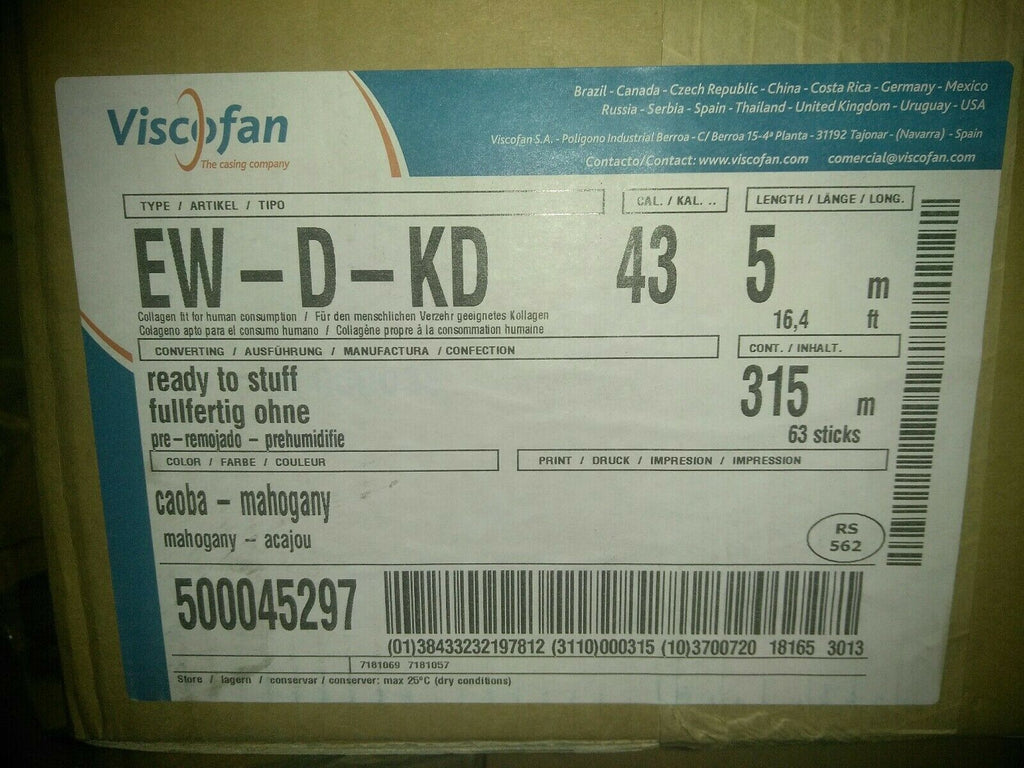 Viscofan
The casing company
Brazil - Canada - Czech Republic - China - Costa Rica - Germany - Mexico
Russia - Serbia - Spain - Thailand - United Kingdom - Uruguay - USA
Viscofan S.A. - Poligono Industrial Berroa - C/ Berroa 15-4ª Planta - 31192 Tajonar - (Navarra) - Spain
Contacto/Contact: www.viscofan.com comercial@viscofan.com
TYPE / ARTIKEL / TIPO CAL. / KAL. .. LENGTH / LÄNGE / LONG.
EW-D-KD 43 5 m
16,4 ft
Collagen fit for human consumption / Für den menschlichen Verzehr geeignetes Kollagen
Colageno apto para el consumo humano / Collagène propre à la consommation humaine
CONVERTING / AUSFÜHRUNG / MANUFACTURA / CONFECTION CONT. / INHALT.
ready to stuff 315 m
fullfertig ohne
pre-remojado - prehumidifie 63 sticks
COLOR / FARBE / COULEUR PRINT / DRUCK / IMPRESION / IMPRESSION
caoba - mahogany
mahogany - acajou
RS
562
500045297
(01)38433232197812 (3110)000315 (10)3700720 18165 3013
7181069 7181057
Store / lagern / conservar / conserver: max 25°C (dry conditions)